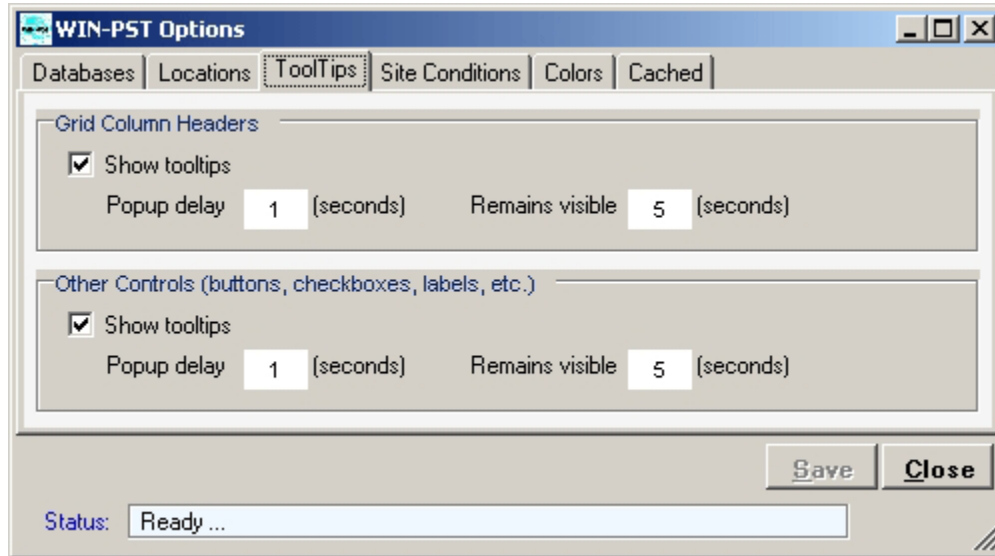 WIN-PST Options
Databases Locations ToolTips Site Conditions Colors Cached
Grid Column Headers
Show tooltips
Popup delay 1 (seconds) Remains visible 5 (seconds)
Other Controls (buttons, checkboxes, labels, etc.)
Show tooltips
Popup delay 1 (seconds) Remains visible 5 (seconds)
Save Close
Status: Ready ...